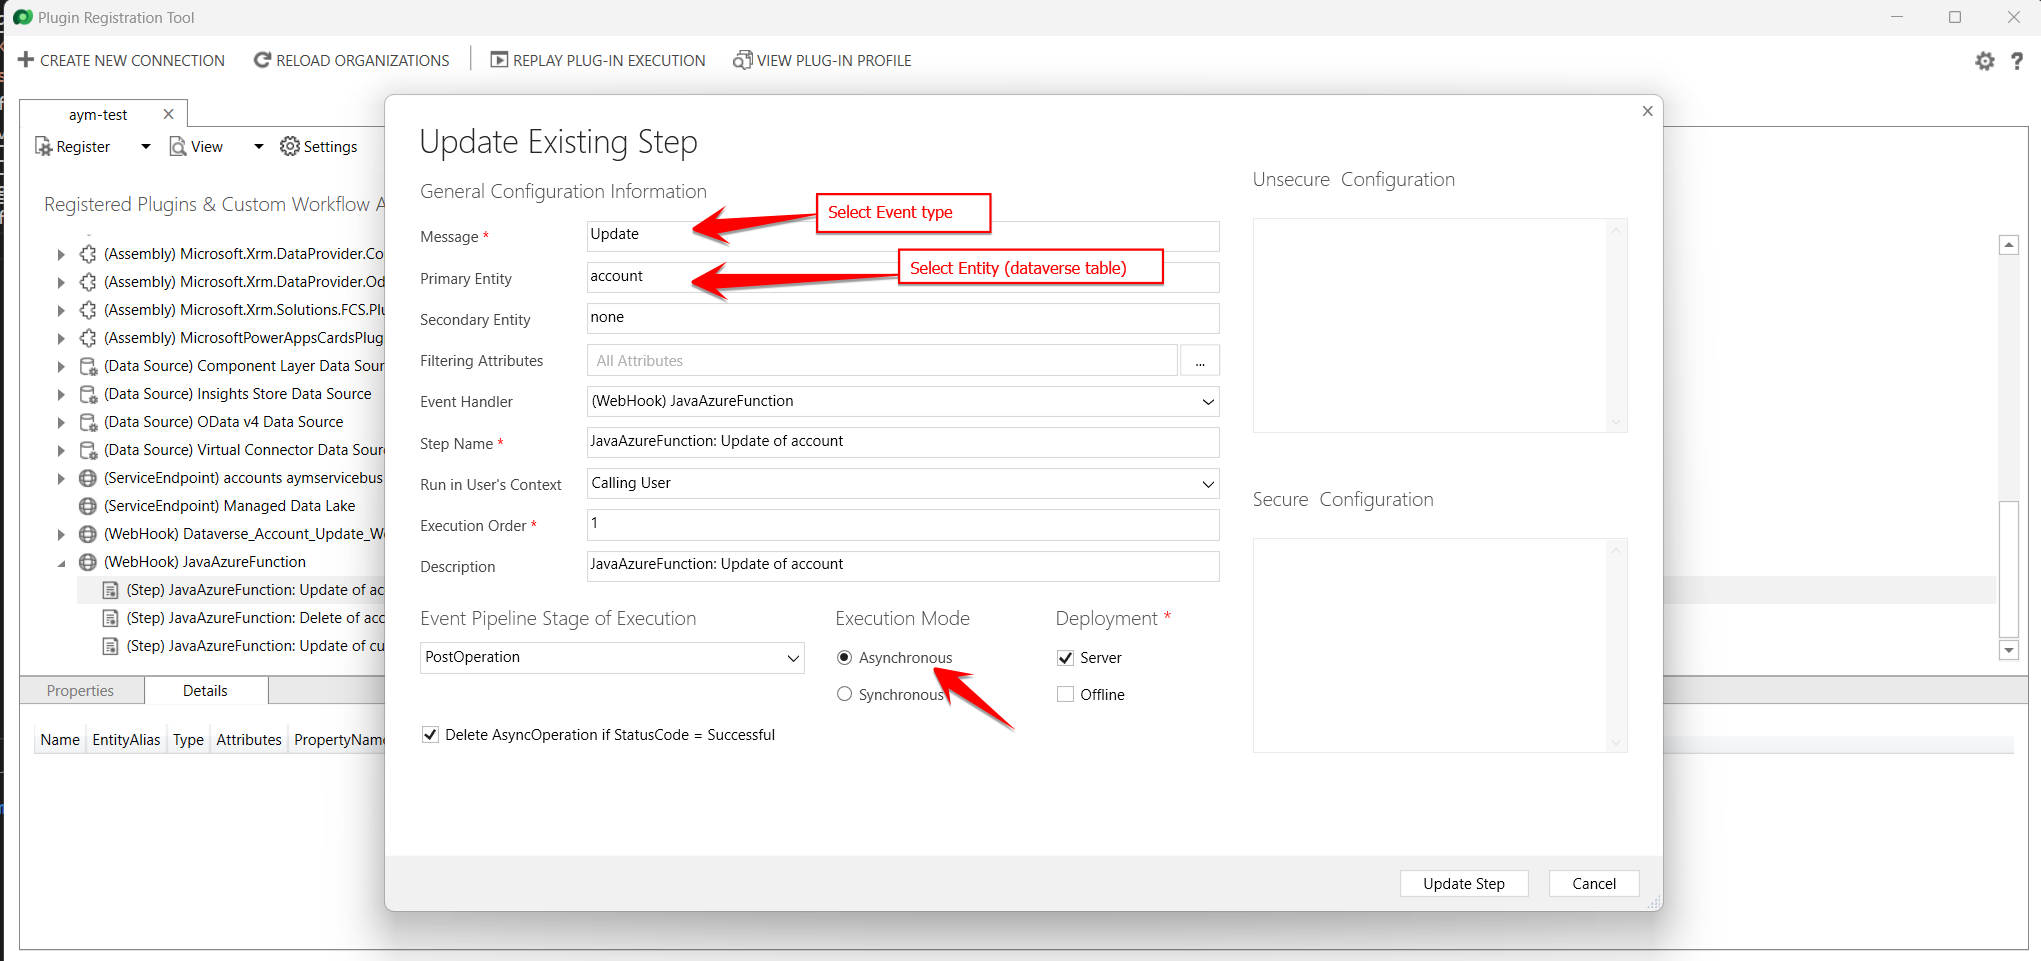 Plugin Registration Tool
CREATE NEW CONNECTION
RELOAD ORGANIZATIONS
REPLAY PLUG-IN EXECUTION
VIEW PLUG-IN PROFILE
aym-test
Register
View
Settings
Registered Plugins & Custom Workflow A
(Assembly) Microsoft.Xrm.DataProvider.Co
(Assembly) Microsoft.Xrm.DataProvider.Od
(Assembly) Microsoft.Xrm.Solutions.FCS.Plu
(Assembly) MicrosoftPowerAppsCardsPlug
(Data Source) Component Layer Data Sour
(Data Source) Insights Store Data Source
(Data Source) OData v4 Data Source
(Data Source) Virtual Connector Data Sour
(ServiceEndpoint) accounts aymservicebus
(ServiceEndpoint) Managed Data Lake
(WebHook) Dataverse_Account_Update_We
(WebHook) JavaAzureFunction
(Step) JavaAzureFunction: Update of ac
(Step) JavaAzureFunction: Delete of acc
(Step) JavaAzureFunction: Update of cu
Properties
Details
Name
EntityAlias
Type
Attributes
PropertyName
Update Existing Step
General Configuration Information
Select Event type
Message *
Update
Select Entity (dataverse table)
Primary Entity
account
Secondary Entity
none
Filtering Attributes
All Attributes
...
Event Handler
(WebHook) JavaAzureFunction
Step Name *
JavaAzureFunction: Update of account
Run in User's Context
Calling User
Execution Order *
1
Description
JavaAzureFunction: Update of account
Event Pipeline Stage of Execution
PostOperation
Execution Mode
Asynchronous
Synchronous
Deployment *
Server
Offline
Delete AsyncOperation if StatusCode = Successful
Unsecure Configuration
Secure Configuration
Update Step
Cancel